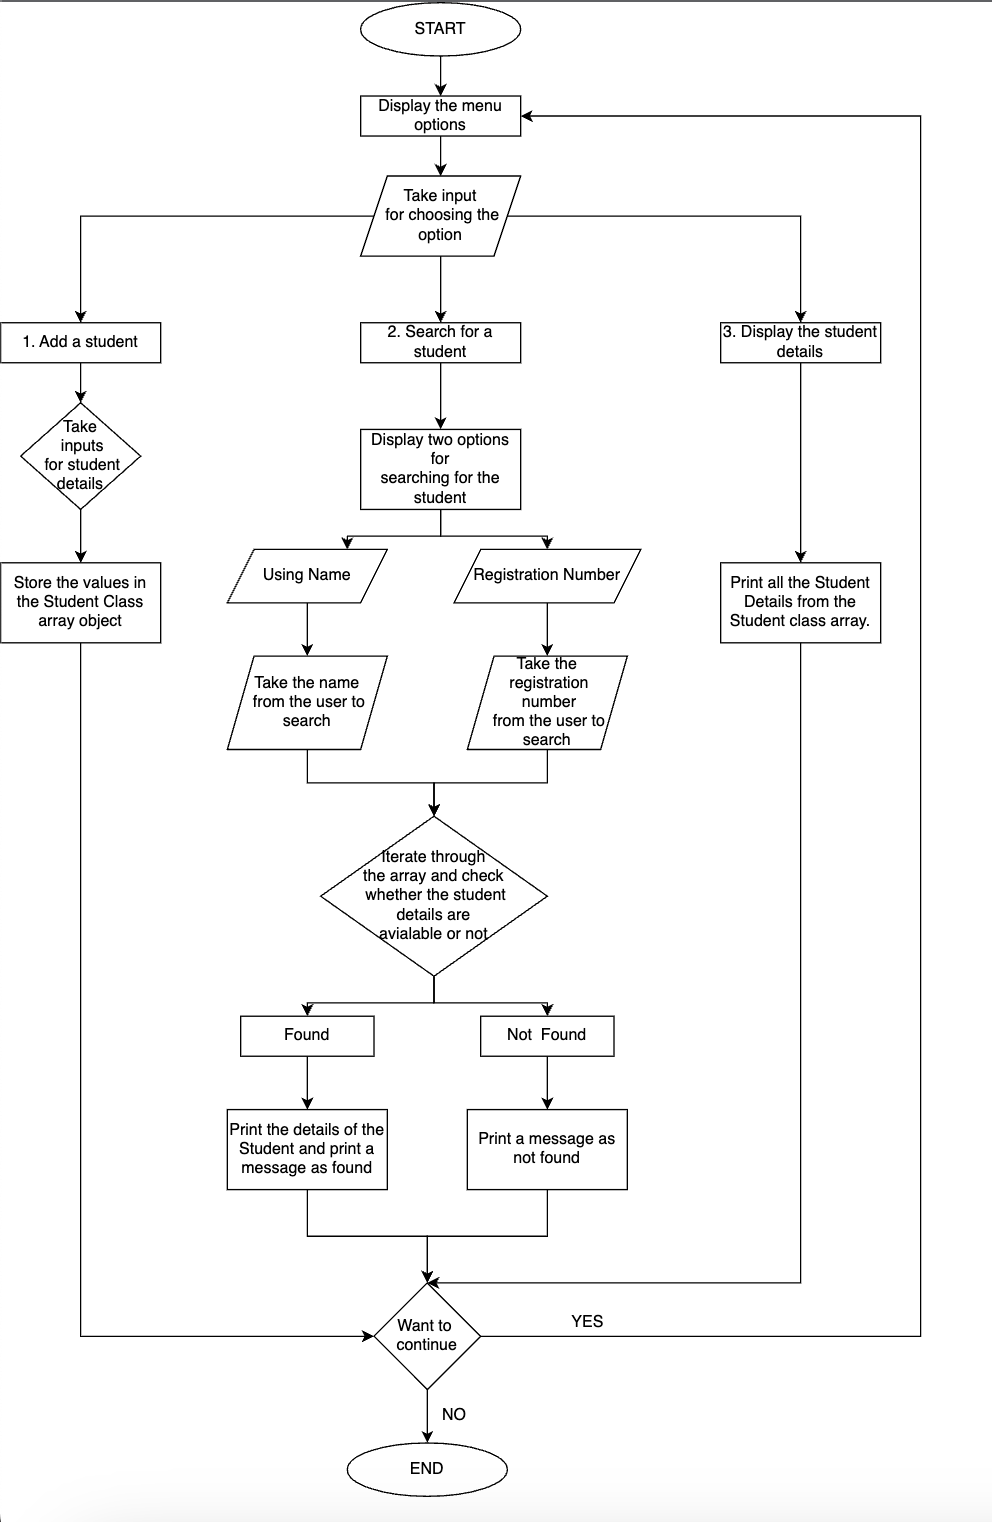 START
Display the menu
options
Take input
for choosing the
option
1. Add a student
2. Search for a
student
3. Display the student
details
Take
inputs
for student
details
Display two options
for
searching for the
student
Using Name
Registration Number
Store the values in
the Student Class
array object
Print all the Student
Details from the
Student class array.
Take the name
from the user to
search
Take the
registration
number
from the user to
search
Iterate through
the array and check
whether the student
details are
avialable or not
Found
Not Found
Print the details of the
Student and print a
message as found
Print a message as
not found
Want to
continue
YES
NO
END